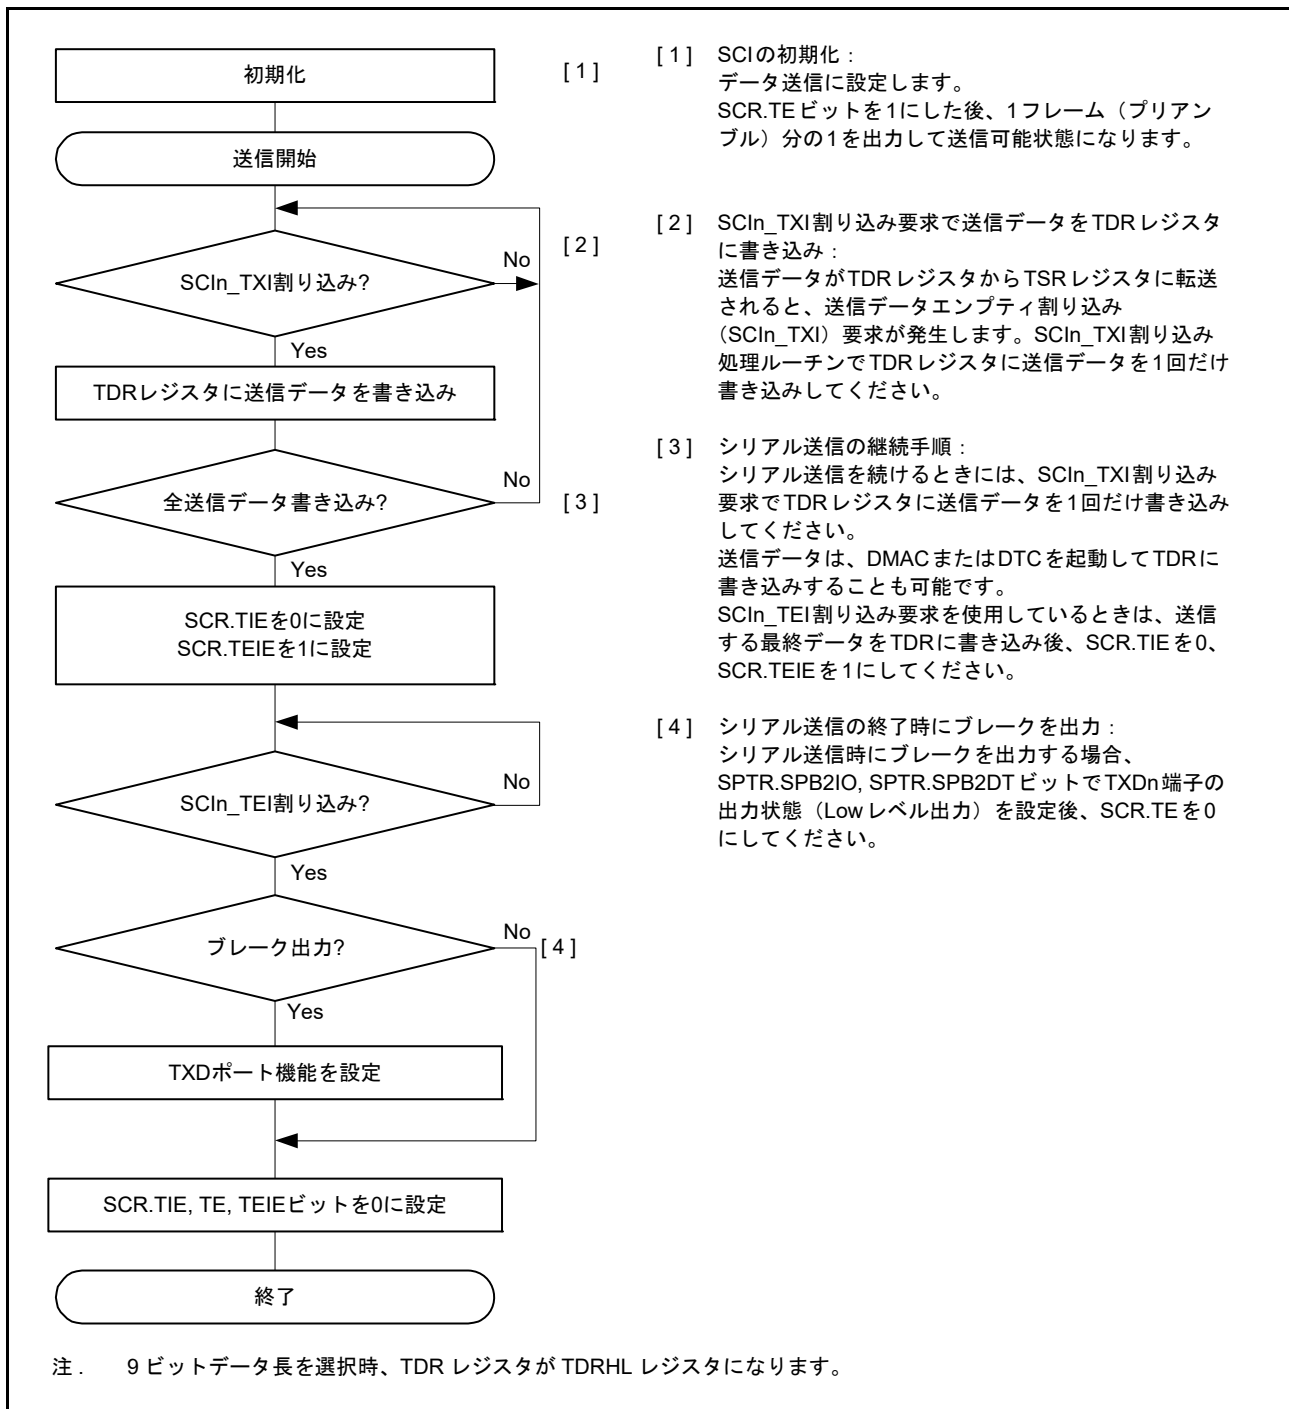 初期化
[ 1 ]
送信開始
SCIn_TXI割り込み?
No
[ 2 ]
Yes
TDRレジスタに送信データを書き込み
全送信データ書き込み?
No
[ 3 ]
Yes
SCR.TIEを0に設定
SCR.TEIEを1に設定
SCIn_TEI割り込み?
No
Yes
ブレーク出力?
No
[ 4 ]
Yes
TXDポート機能を設定
SCR.TIE, TE, TEIEビットを0に設定
終了
[ 1 ] SCIの初期化：
データ送信に設定します。
SCR.TEビットを1にした後、1フレーム（プリアン
ブル）分の1を出力して送信可能状態になります。
[ 2 ] SCIn_TXI割り込み要求で送信データをTDRレジスタ
に書き込み：
送信データがTDRレジスタからTSRレジスタに転送
されると、送信データエンプティ割り込み
（SCIn_TXI）要求が発生します。SCIn_TXI割り込み
処理ルーチンでTDRレジスタに送信データを1回だけ
書き込みしてください。
[ 3 ] シリアル送信の継続手順：
シリアル送信を続けるときには、SCIn_TXI割り込み
要求でTDRレジスタに送信データを1回だけ書き込み
してください。
送信データは、DMACまたはDTCを起動してTDRに
書き込みすることも可能です。
SCIn_TEI割り込み要求を使用しているときは、送信
する最終データをTDRに書き込み後、SCR.TIEを0、
SCR.TEIEを1にしてください。
[ 4 ] シリアル送信の終了時にブレークを出力：
シリアル送信時にブレークを出力する場合、
SPTR.SPB2IO, SPTR.SPB2DTビットでTXDn端子の
出力状態（Lowレベル出力）を設定後、SCR.TEを0
にしてください。
注． 9 ビットデータ長を選択時、TDR レジスタが TDRHL レジスタになります。